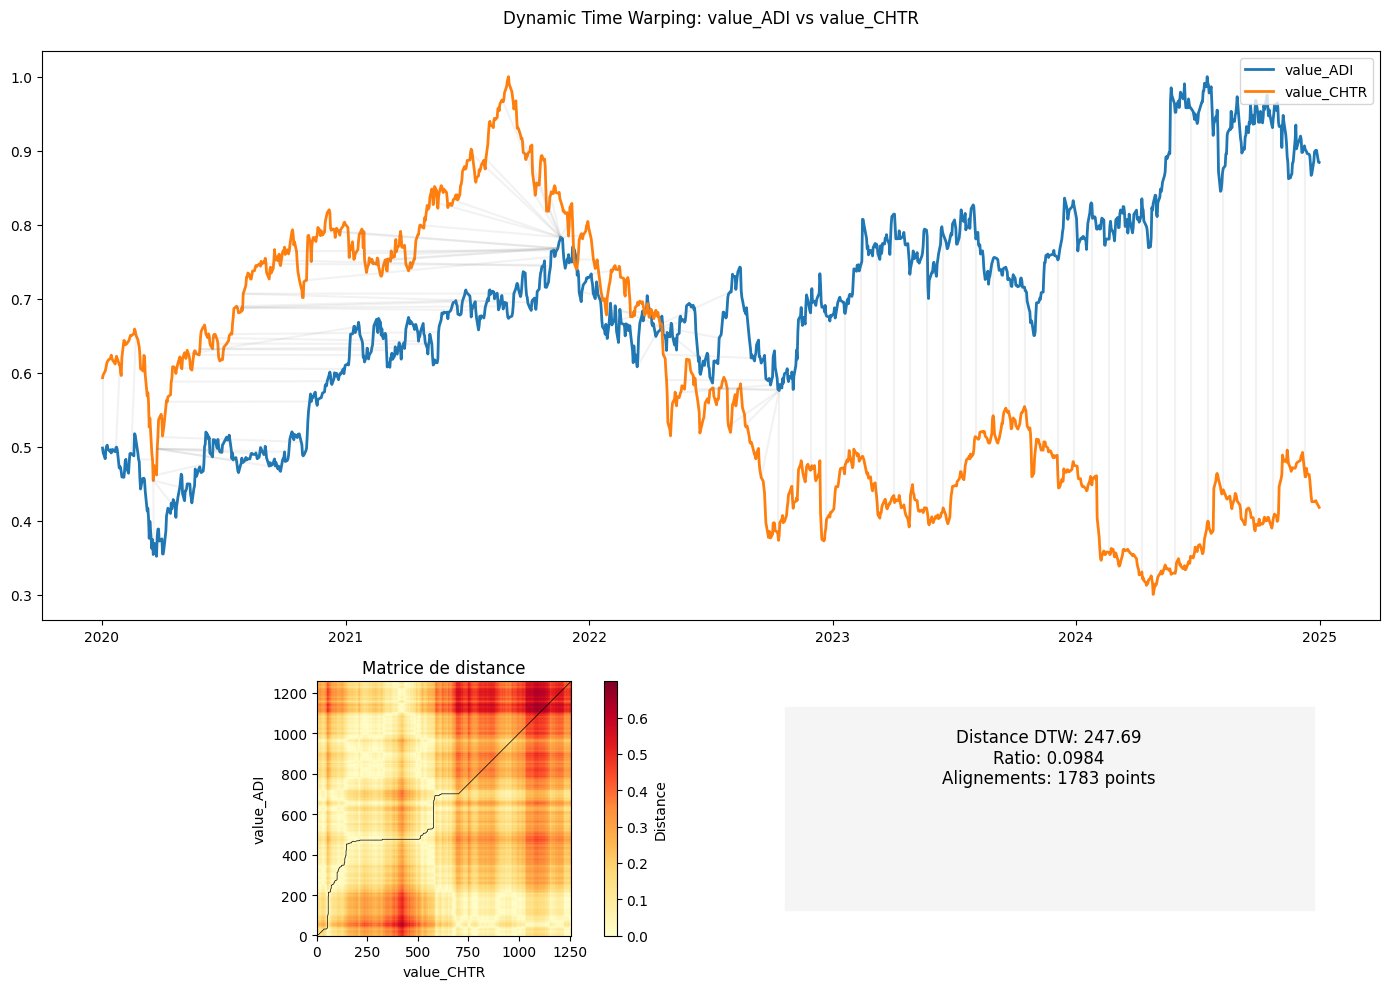 Dynamic Time Warping: value_ADI vs value_CHTR
value_ADI
value_CHTR
1.0
0.9
0.8
0.7
0.6
0.5
0.4
0.3
2020 2021 2022 2023 2024 2025
Matrice de distance
value_ADI
1200
1000
800
600
400
200
0
0 250 500 750 1000 1250
value_CHTR
0.6
0.5
0.4
0.3
0.2
0.1
0.0
Distance
Distance DTW: 247.69
Ratio: 0.0984
Alignements: 1783 points